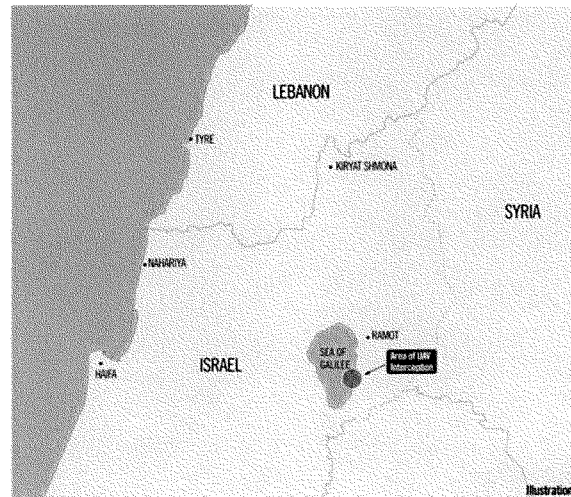 LEBANON
TYRE
KIRYAT SHMONA
SYRIA
NAHARIYA
RAMOT
SEA OF
GALILEE
Area of UAV
Interception
HAIFA
ISRAEL
Illustration